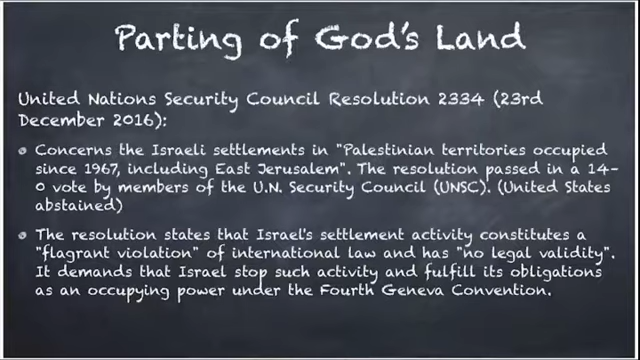 Parting of God's Land
United Nations Security Council Resolution 2334 (23rd
December 2016):
Concerns the Israeli settlements in "Palestinian territories occupied
since 1967, including East Jerusalem". The resolution passed in a 14-
0 vote by members of the U.N. Security Council (UNSC). (United States
abstained)
The resolution states that Israel's settlement activity constitutes a
"flagrant violation" of international law and has "no legal validity".
It demands that Israel stop such activity and fulfill its obligations
as an occupying power under the Fourth Geneva Convention.